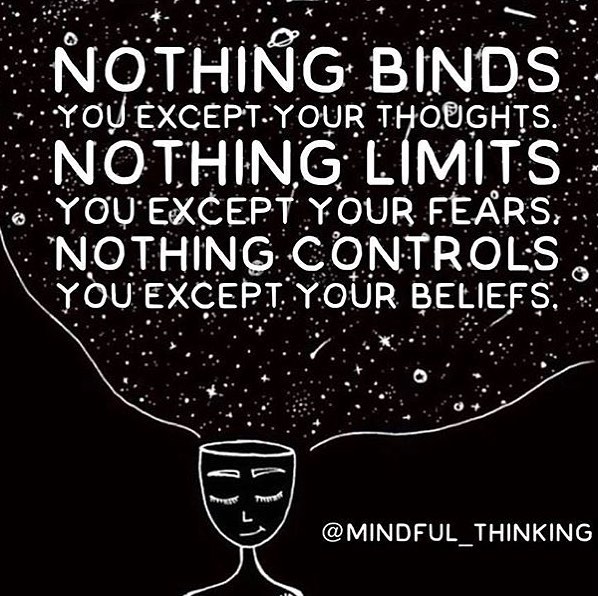 NOTHING BINDS
YOU EXCEPT YOUR THOUGHTS.
NOTHING LIMITS
YOU EXCEPT YOUR FEARS.
NOTHING CONTROLS
YOU EXCEPT YOUR BELIEFS.
@MINDFUL_THINKING